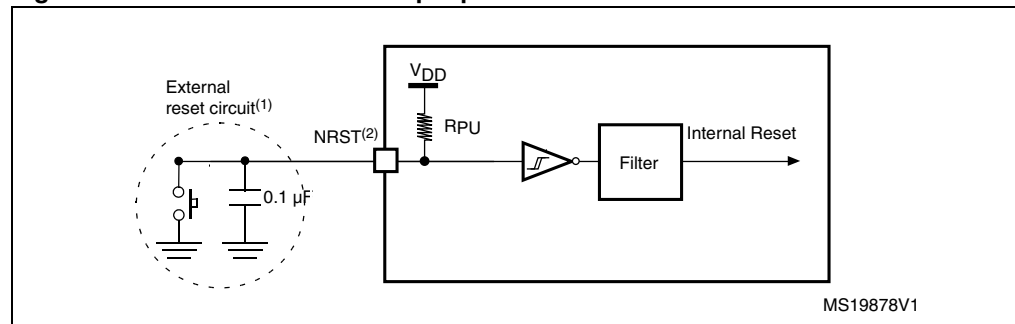 VDD
External
reset circuit(1)
NRST(2)
RPU
Internal Reset
Filter
0.1 µF
MS19878V1